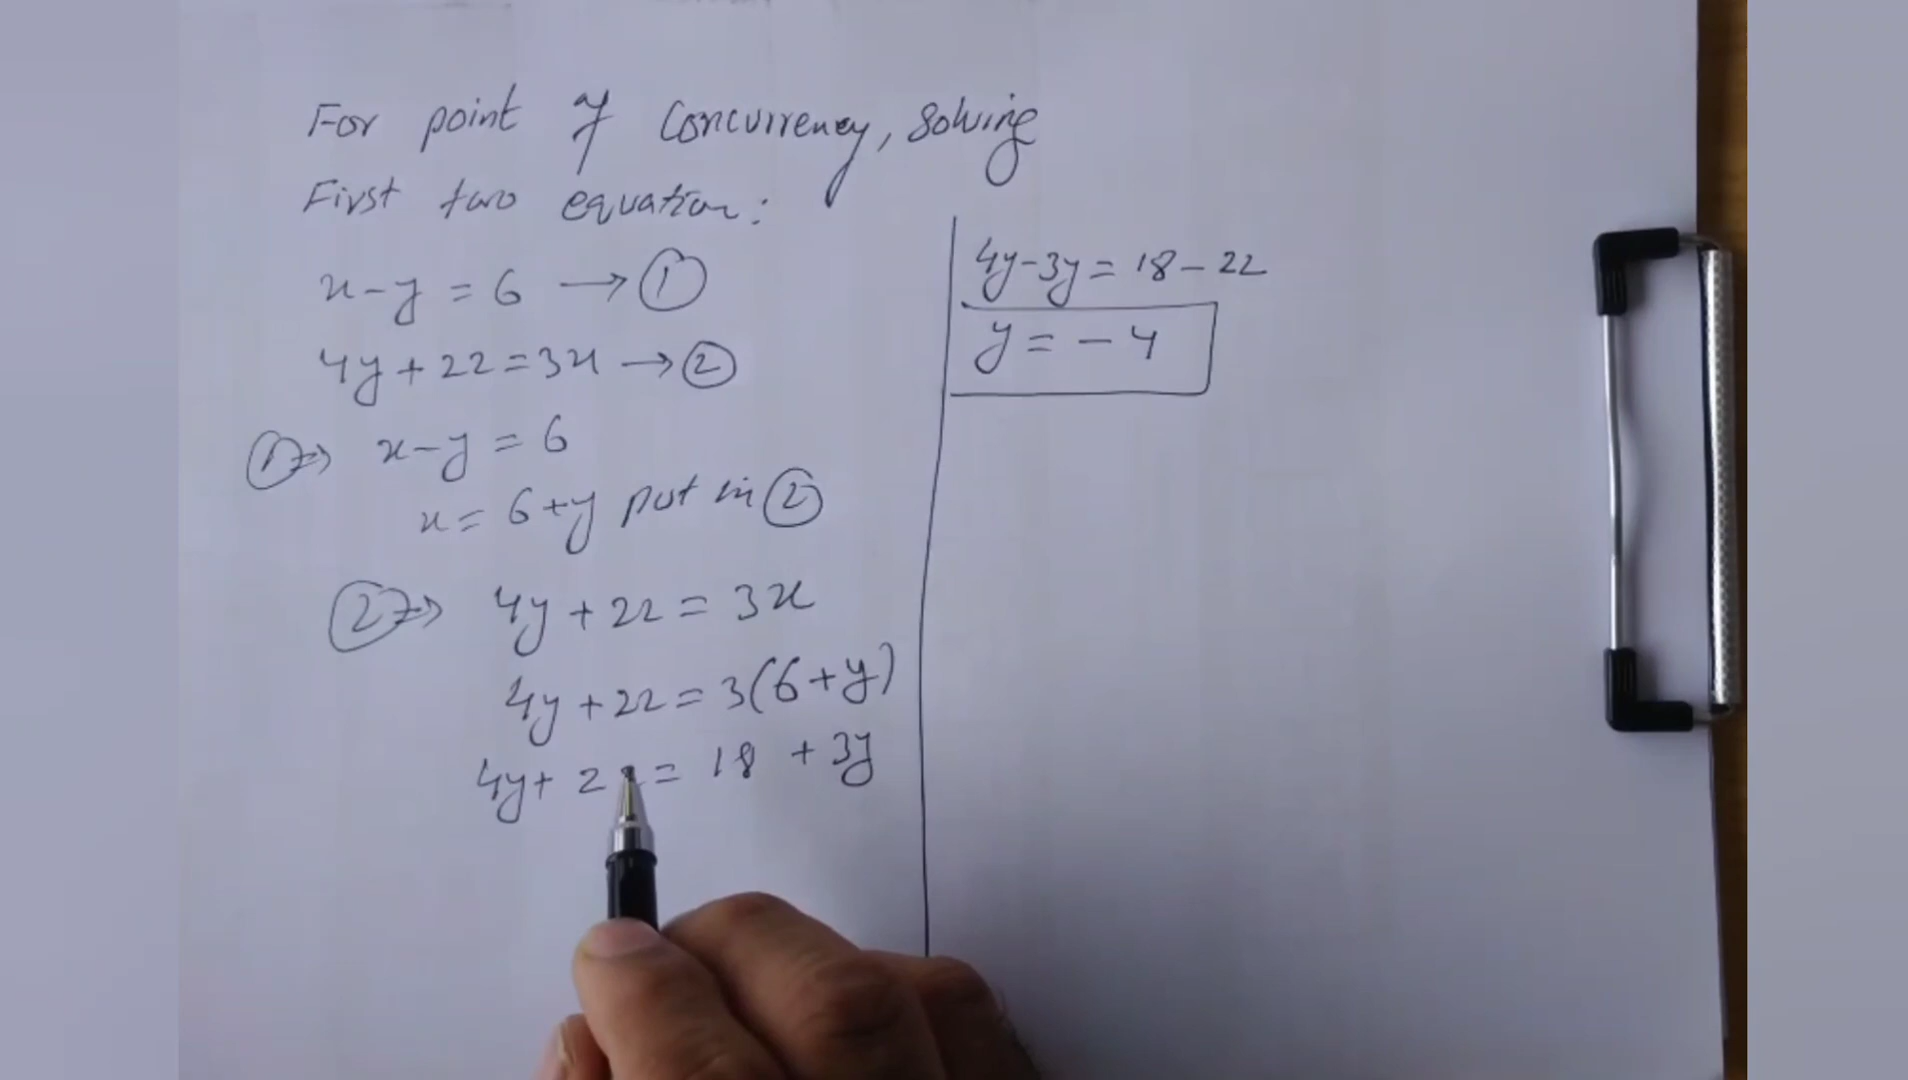 For point of Concurrency, Solving
First two equation:
x-y = 6 → ①
4y + 22 = 3x → ②
① ⇒ x-y = 6
x = 6+y put in ②
② ⇒ 4y + 22 = 3x
4y + 22 = 3(6+y)
4y + 22 = 18 + 3y
4y-3y = 18-22
y = -4